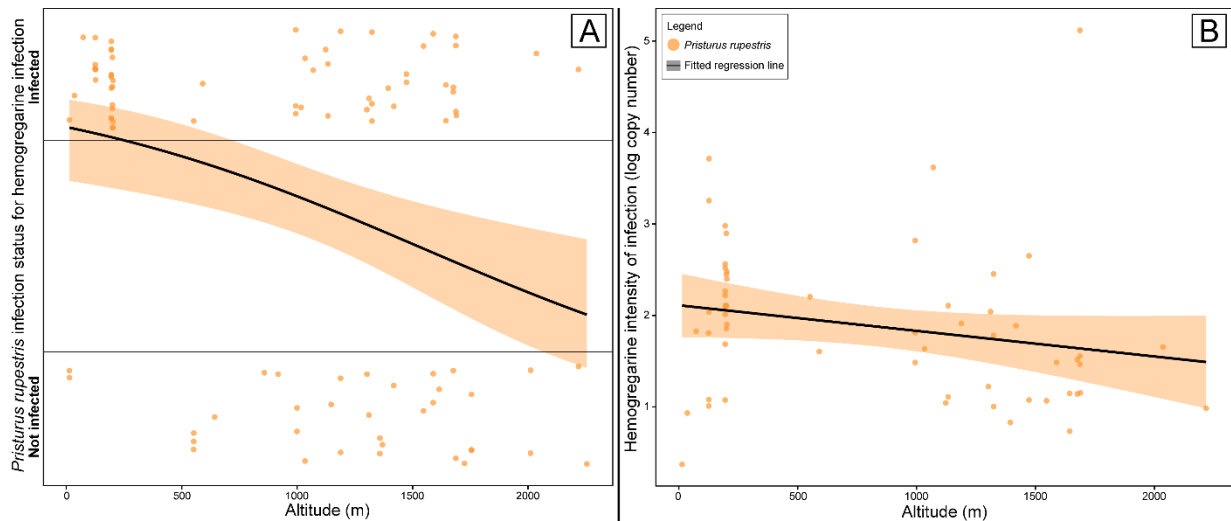 A
Pristurus rupestris infection status for hemogregarine infection
Infected
Not infected
0
500
1000
1500
2000
Altitude (m)
B
Legend
Pristurus rupestris
Fitted regression line
Hemogregarine intensity of infection (log copy number)
5
4
3
2
1
0
500
1000
1500
2000
Altitude (m)